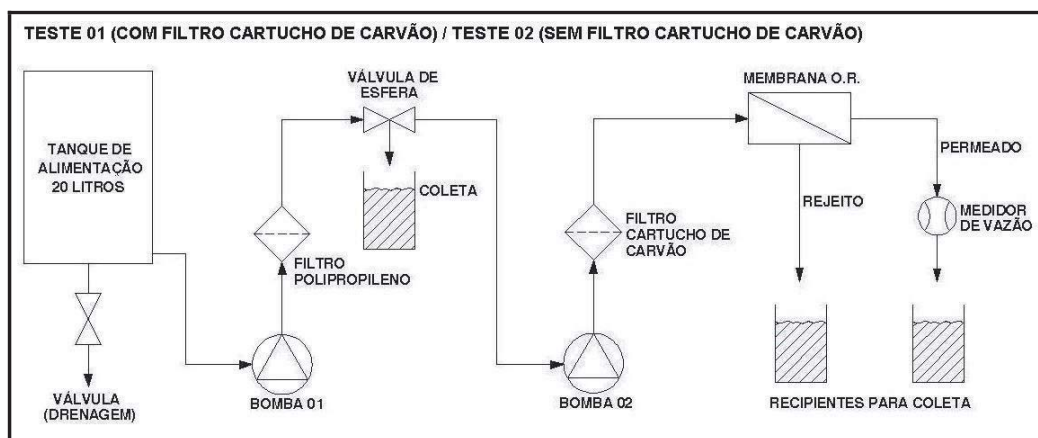 TESTE 01 (COM FILTRO CARTUCHO DE CARVÃO) / TESTE 02 (SEM FILTRO CARTUCHO DE CARVÃO)
TANQUE DE
ALIMENTAÇÃO
20 LITROS
VÁLVULA
(DRENAGEM)
BOMBA 01
FILTRO
POLIPROPILENO
VÁLVULA DE
ESFERA
COLETA
BOMBA 02
FILTRO
CARTUCHO DE
CARVÃO
MEMBRANA O.R.
REJEITO
PERMEADO
MEDIDOR
DE VAZÃO
RECIPIENTES PARA COLETA